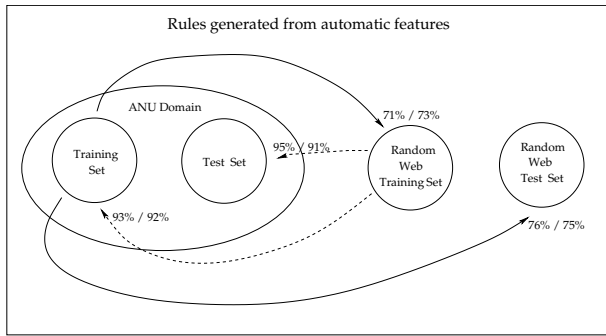 Rules generated from automatic features
ANU Domain
Training
Set
Test Set
71% / 73%
95% / 91%
Random
Web
Training Set
Random
Web
Test Set
93% / 92%
76% / 75%